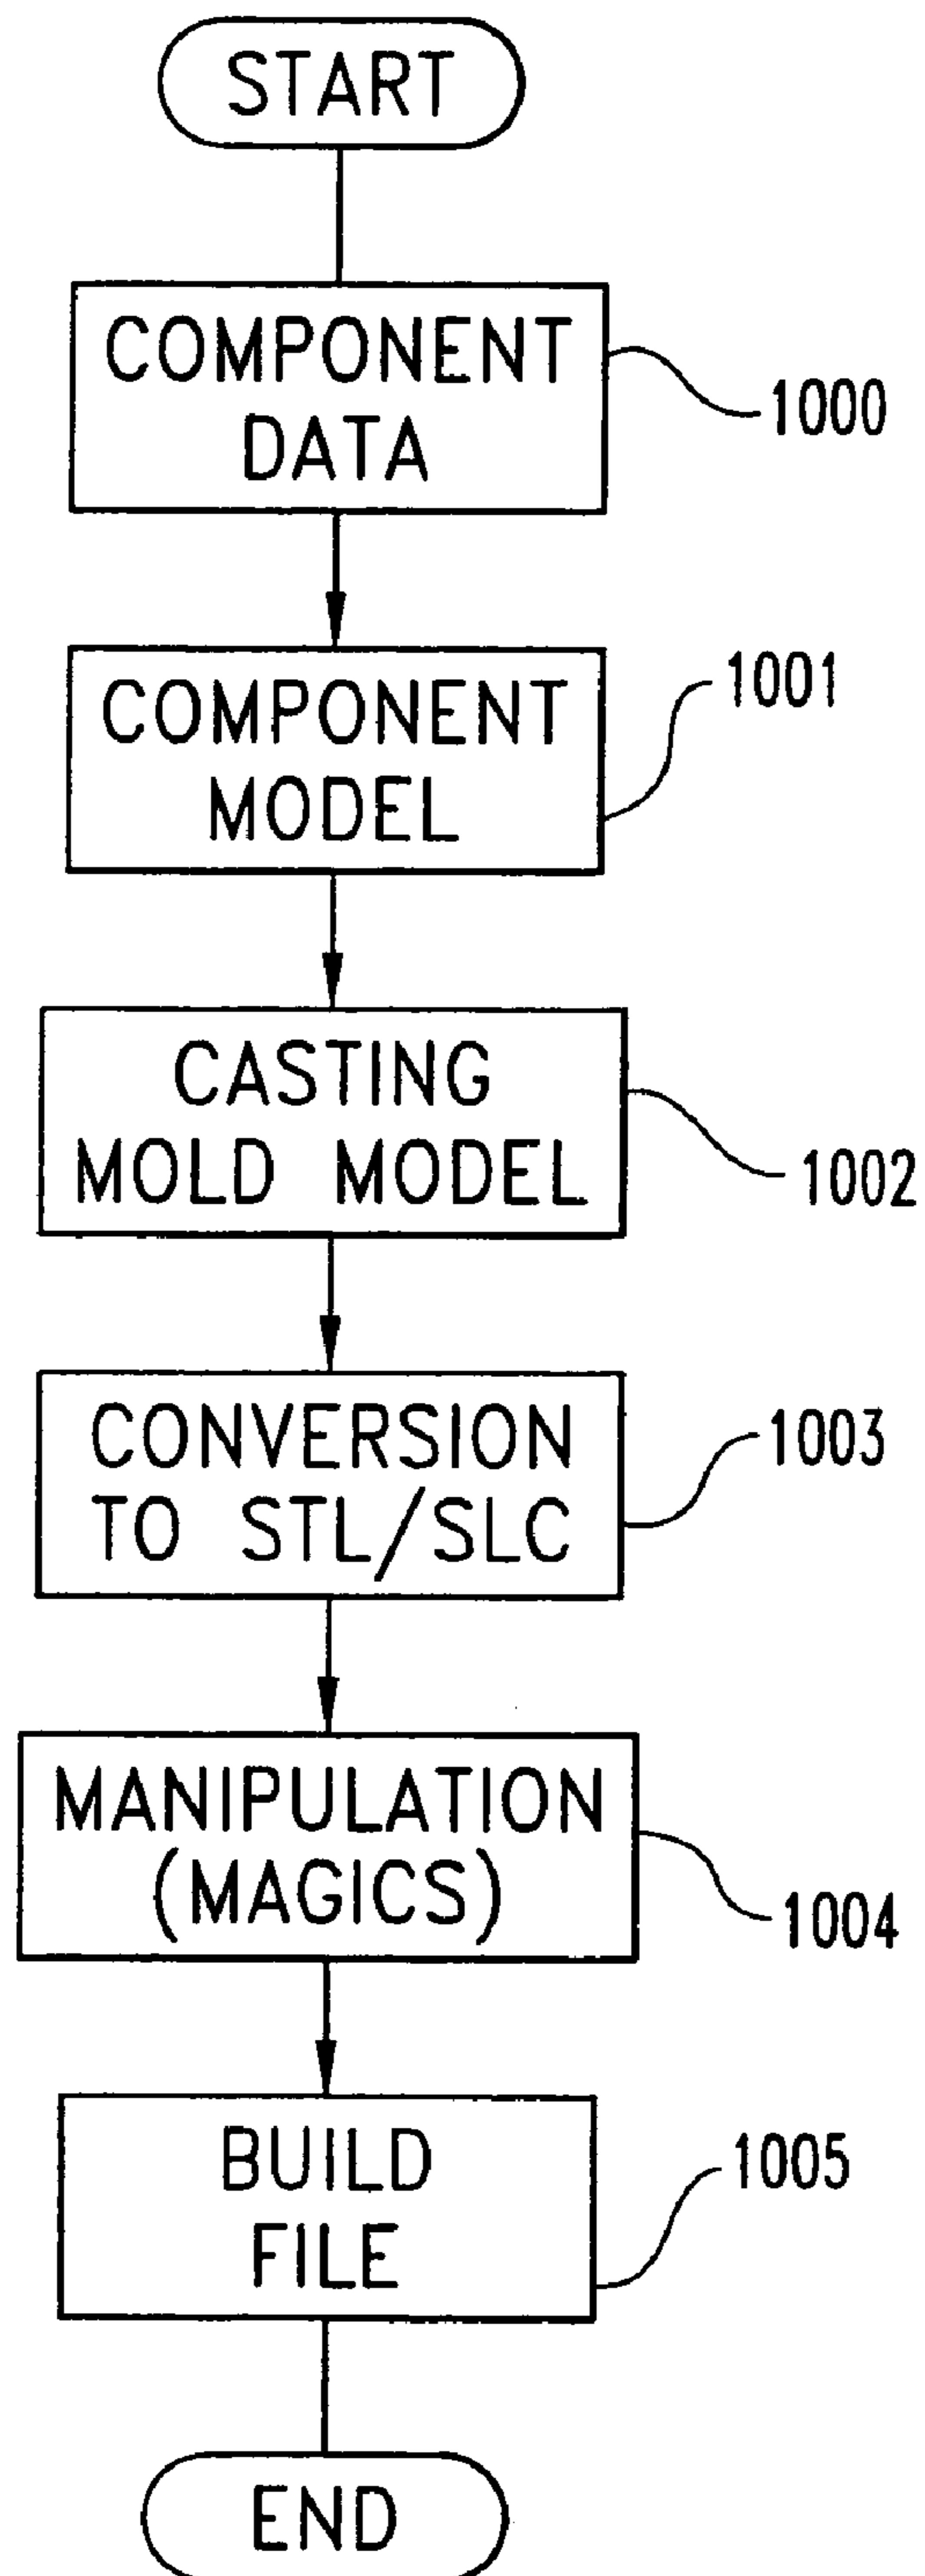 START
COMPONENT
DATA
1000
COMPONENT
MODEL
1001
CASTING
MOLD MODEL
1002
CONVERSION
TO STL/SLC
1003
MANIPULATION
(MAGICS)
1004
BUILD
FILE
1005
END